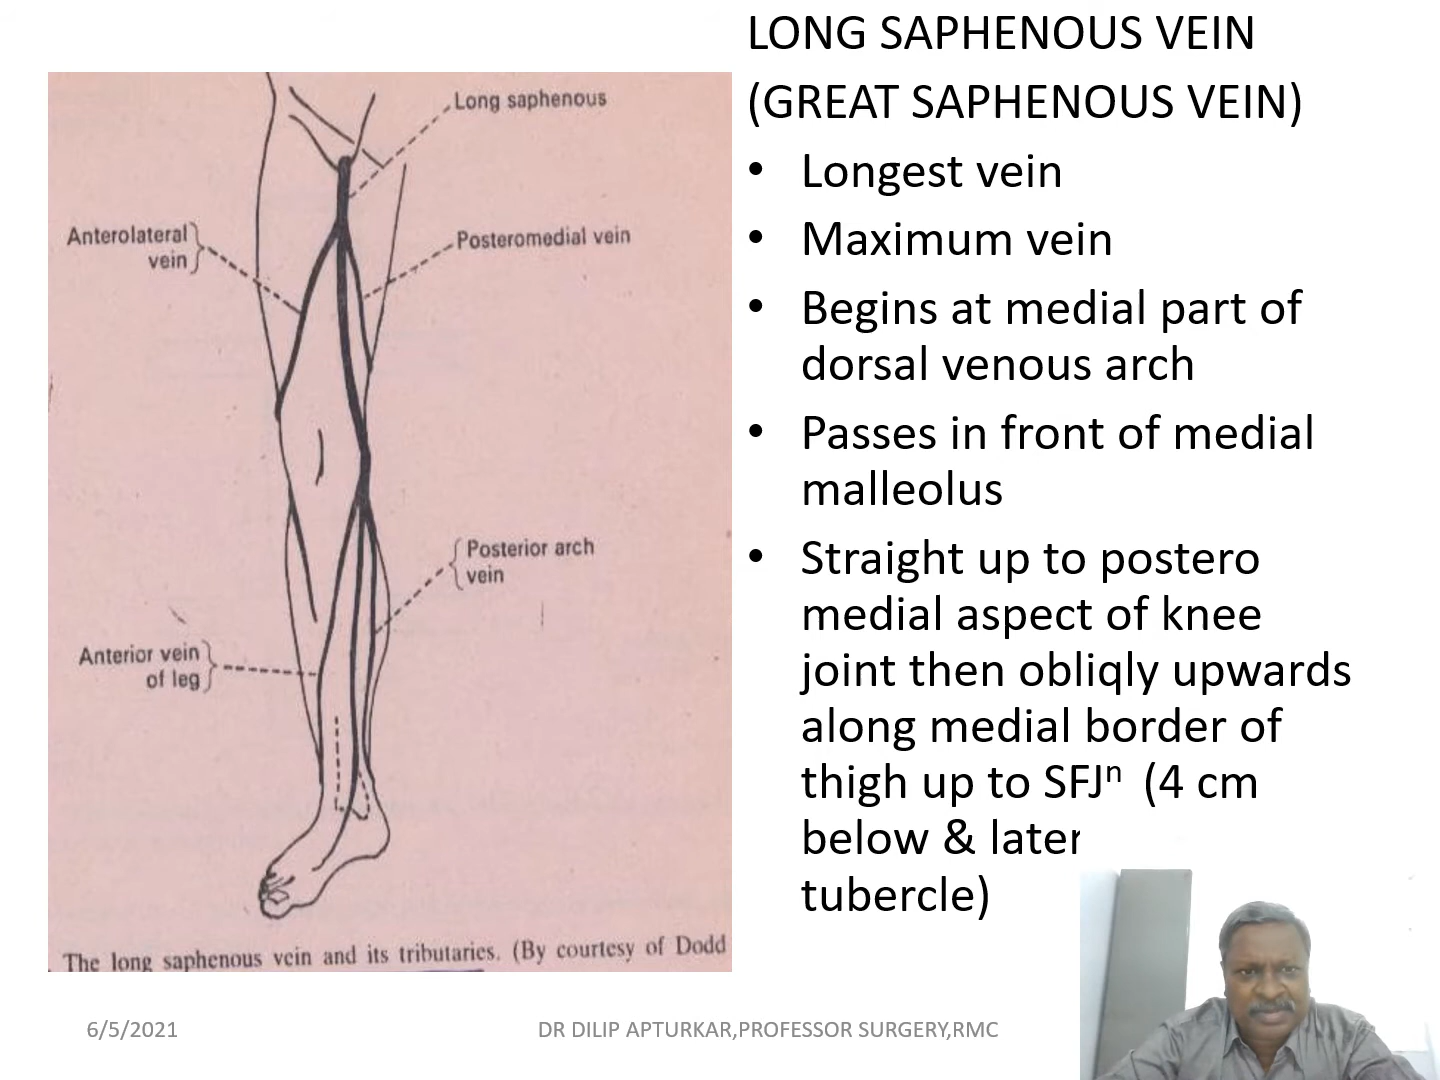 LONG SAPHENOUS VEIN
(GREAT SAPHENOUS VEIN)
• Longest vein
• Maximum vein
• Begins at medial part of
dorsal venous arch
• Passes in front of medial
malleolus
• Straight up to postero
medial aspect of knee
joint then obliqly upwards
along medial border of
thigh up to SFJⁿ (4 cm
below & later
tubercle)
Long saphenous
Anterolateral
vein
Posteromedial vein
Posterior arch
vein
Anterior vein
of leg
The long saphenous vein and its tributaries. (By courtesy of Dodd
6/5/2021
DR DILIP APTURKAR,PROFESSOR SURGERY,RMC